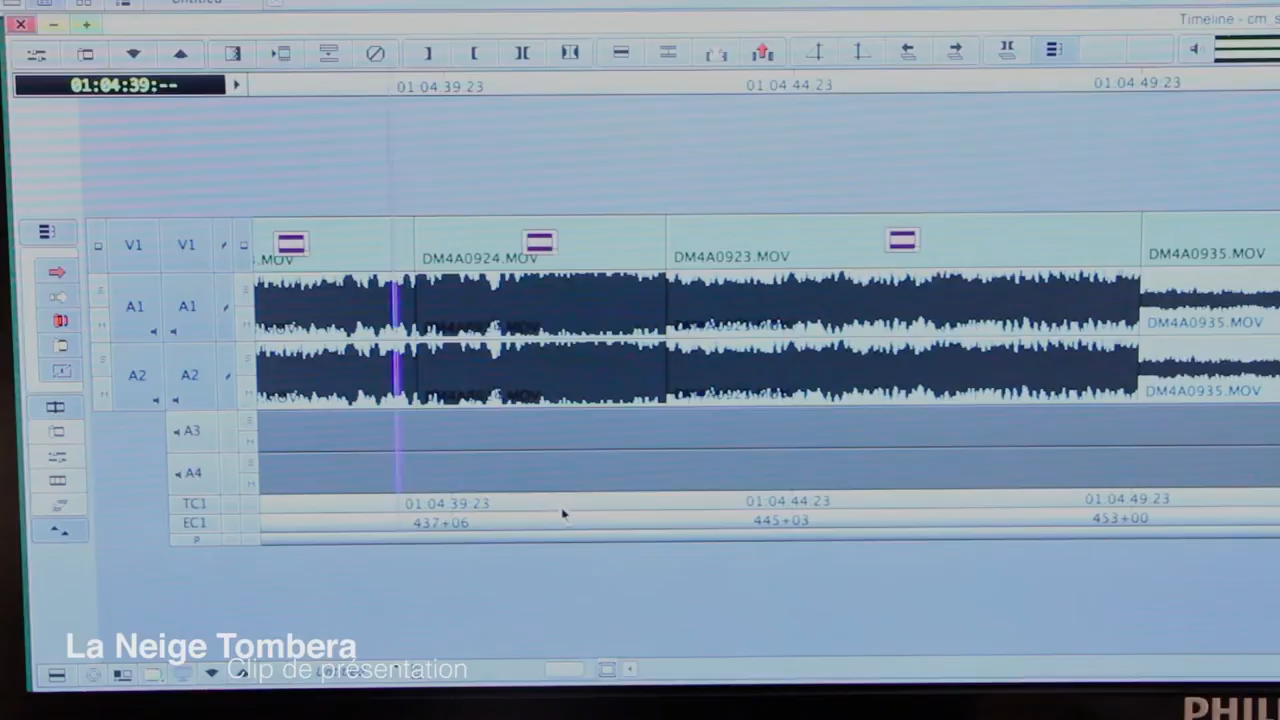 Timeline - cm_s
01:04:39:--
01 04 39 23 01 04 44 23 01 04 49 23
V1 V1 .MOV DM4A0924.MOV DM4A0923.MOV DM4A0935.MOV
A1 A1 DM4A0935.MOV
A2 A2 DM4A0935.MOV
A3
A4
TC1 01:04 39 23 01:04 44 23 01:04 49 23
EC1 437+06 445+03 453+00
P
La Neige Tombera
Clip de présentation
PHIL